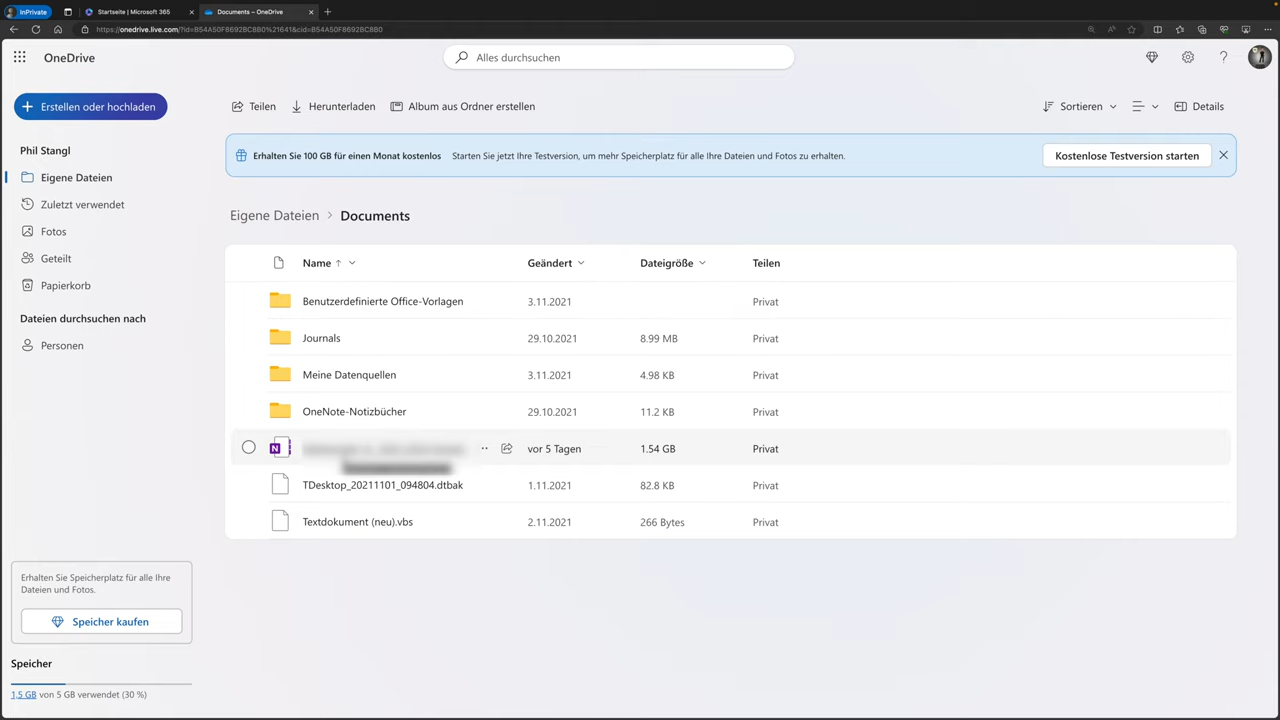 InPrivate
Startseite | Microsoft 365
Documents – OneDrive
https://onedrive.live.com/?id=B54A50F8692BC8B0%21641&cid=B54A50F8692BC8B0
OneDrive
Alles durchsuchen
Erstellen oder hochladen
Teilen
Herunterladen
Album aus Ordner erstellen
Sortieren
Details
Erhalten Sie 100 GB für einen Monat kostenlos Starten Sie jetzt Ihre Testversion, um mehr Speicherplatz für alle Ihre Dateien und Fotos zu erhalten.
Kostenlose Testversion starten
Phil Stangl
Eigene Dateien
Zuletzt verwendet
Fotos
Geteilt
Papierkorb
Dateien durchsuchen nach
Personen
Eigene Dateien > Documents
Name Geändert Dateigröße Teilen
Benutzerdefinierte Office-Vorlagen 3.11.2021 Privat
Journals 29.10.2021 8.99 MB Privat
Meine Datenquellen 3.11.2021 4.98 KB Privat
OneNote-Notizbücher 29.10.2021 11.2 KB Privat
N vor 5 Tagen 1.54 GB Privat
TDesktop_20211101_094804.dtbak 1.11.2021 82.8 KB Privat
Textdokument (neu).vbs 2.11.2021 266 Bytes Privat
Erhalten Sie Speicherplatz für alle Ihre
Dateien und Fotos.
Speicher kaufen
Speicher
1,5 GB von 5 GB verwendet (30 %)